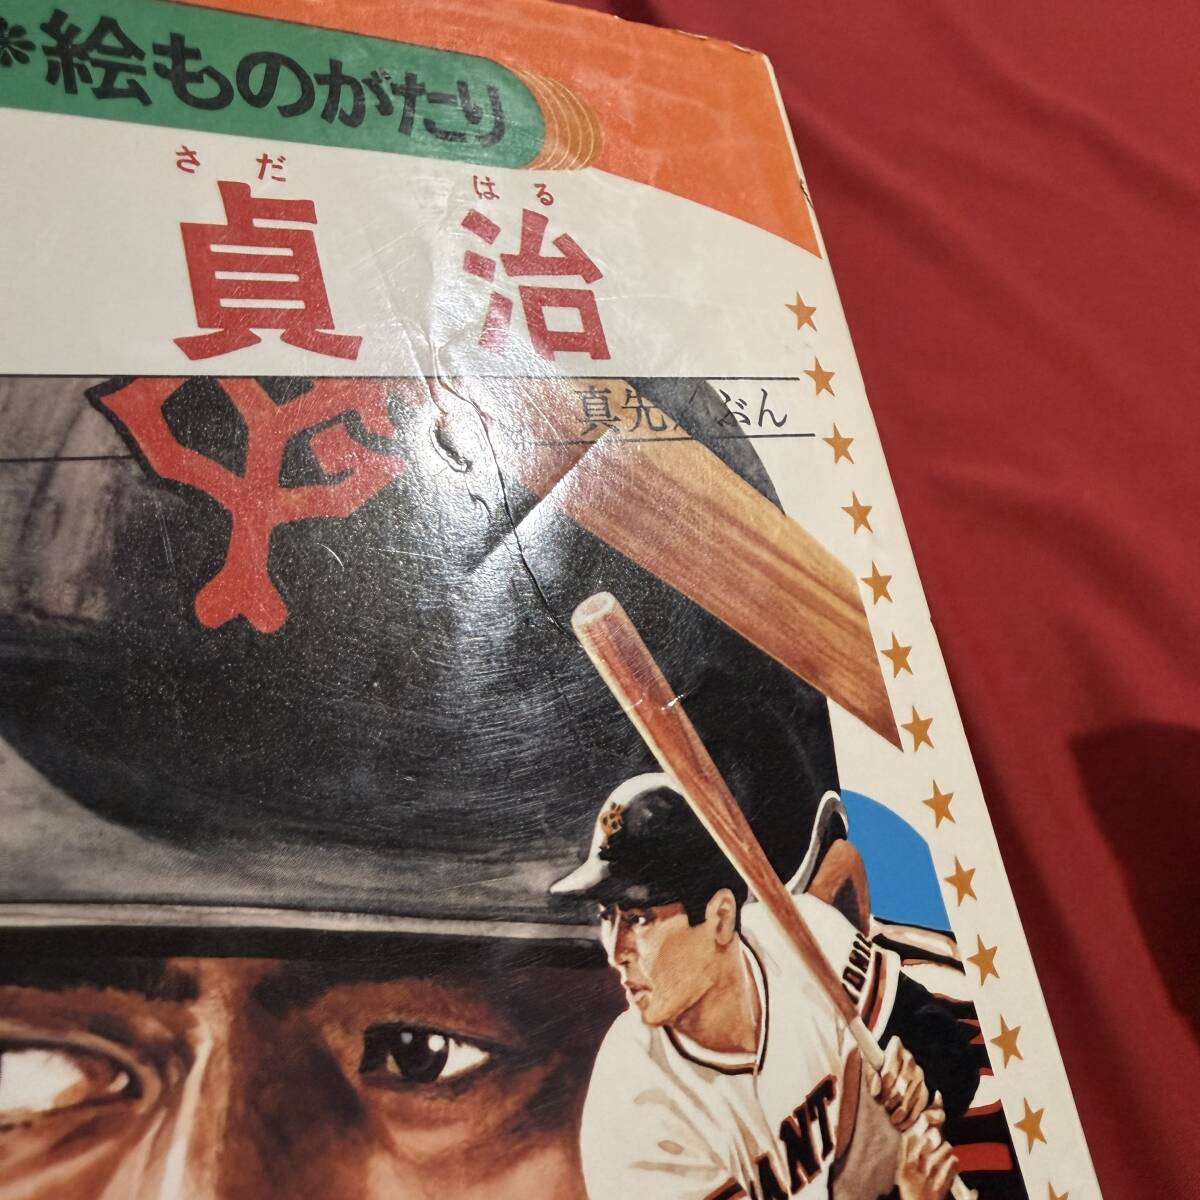 *絵ものがたり
さだ はる
貞治
真先 ぶん
GIANT